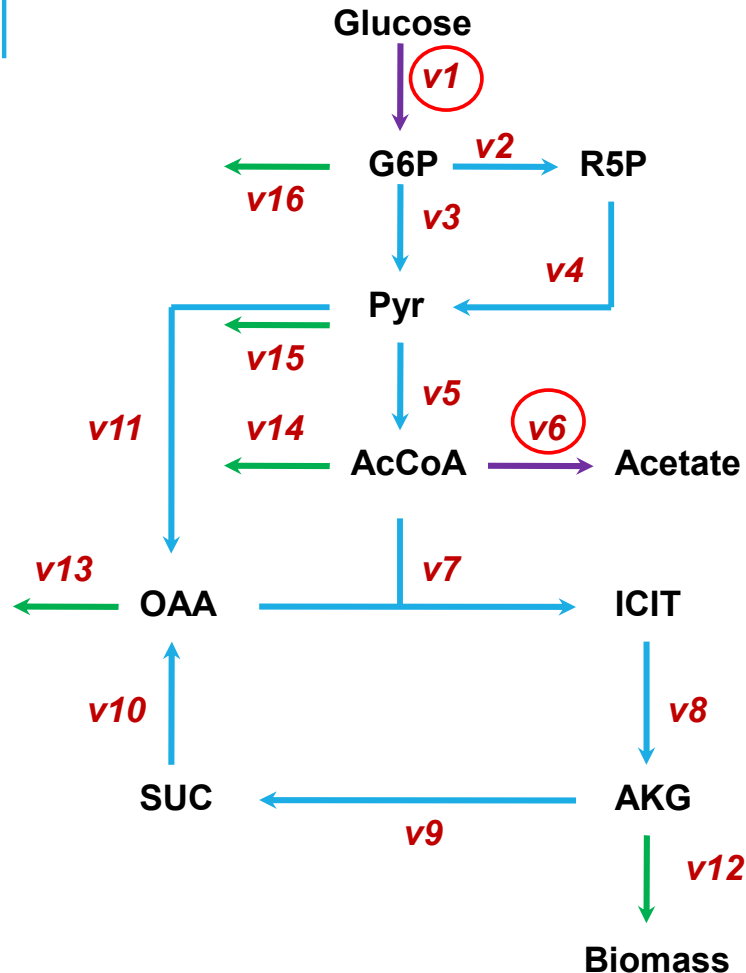 Glucose
v1
G6P v2 R5P
v16
v3
v4
Pyr
v15
v5
v11
v14
v6
AcCoA
Acetate
v13
v7
OAA
ICIT
v10
v8
SUC
AKG
v9
v12
Biomass